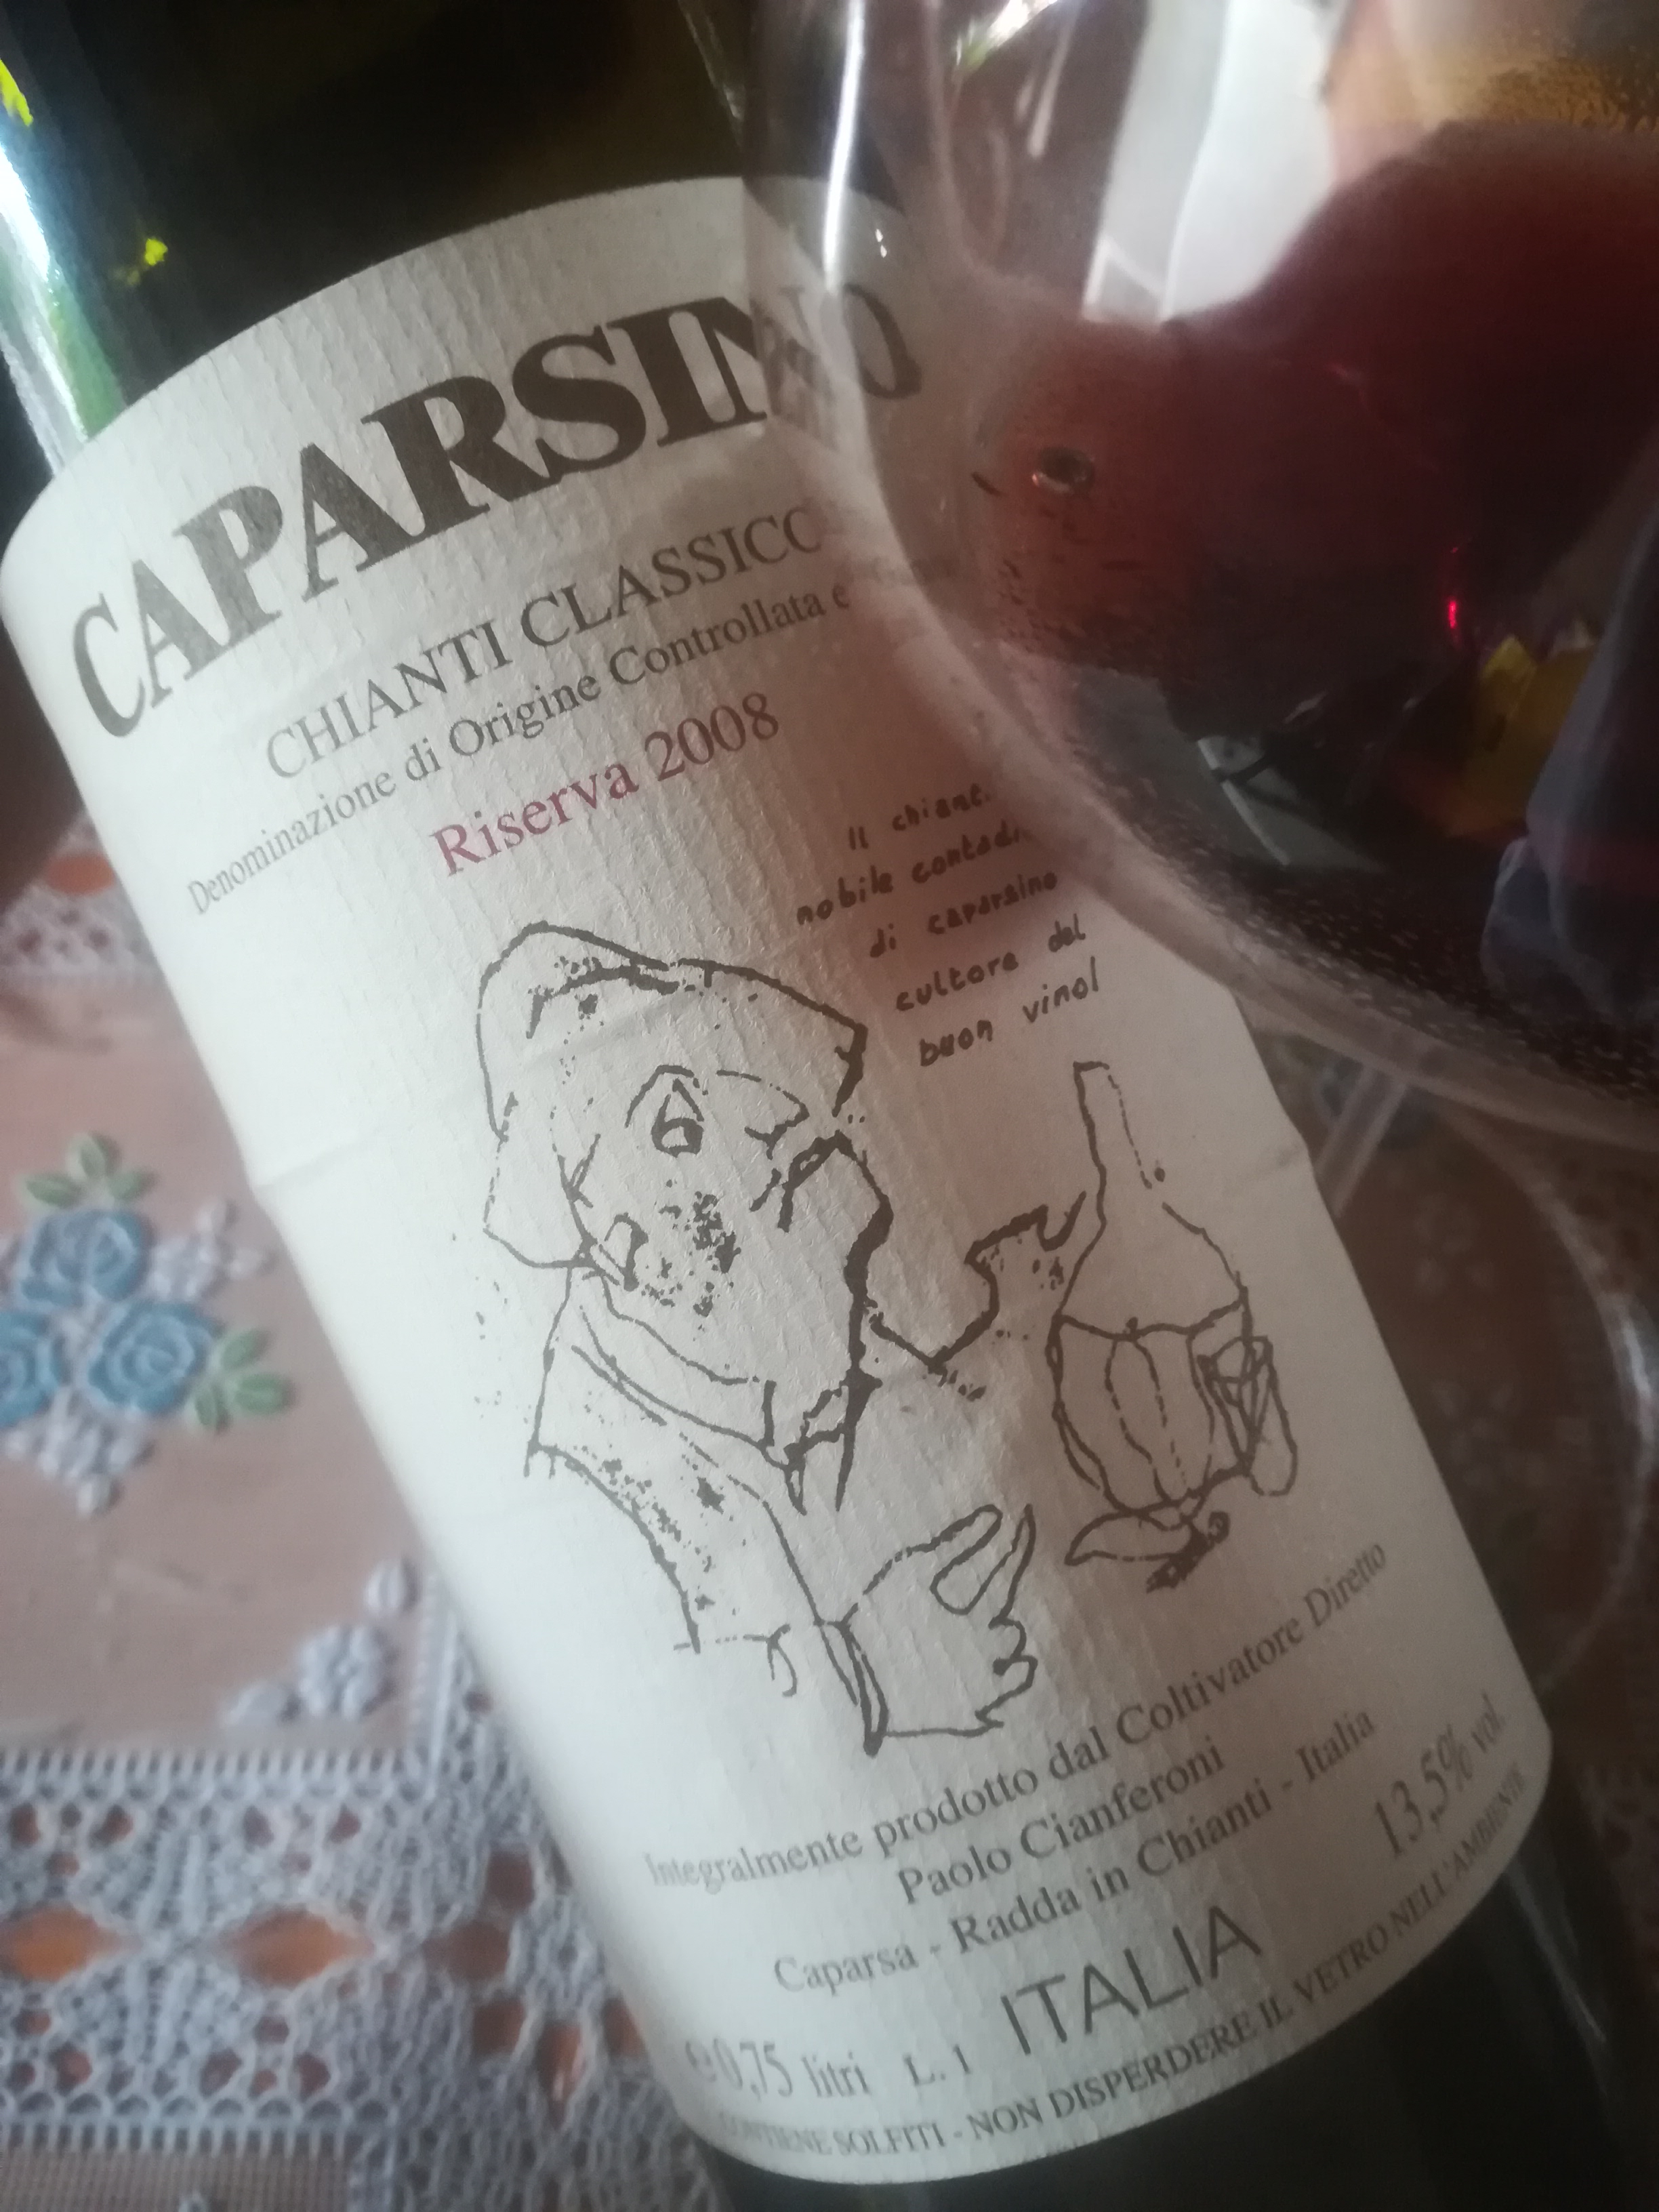 CAPARSINO
CHIANTI CLASSICO
Denominazione di Origine Controllata e
Riserva 2008
Il
nobile
di caparsino
cultore del
buon vino!
Integralmente prodotto dal Coltivatore Diretto
Paolo Cianferoni
Caparsa - Radda in Chianti - Italia
ITALIA
13,5% vol.
e 0,75 litri L. 1
CONTIENE SOLFITI - NON DISPERDERE IL VETRO NELL'AMBIENTE